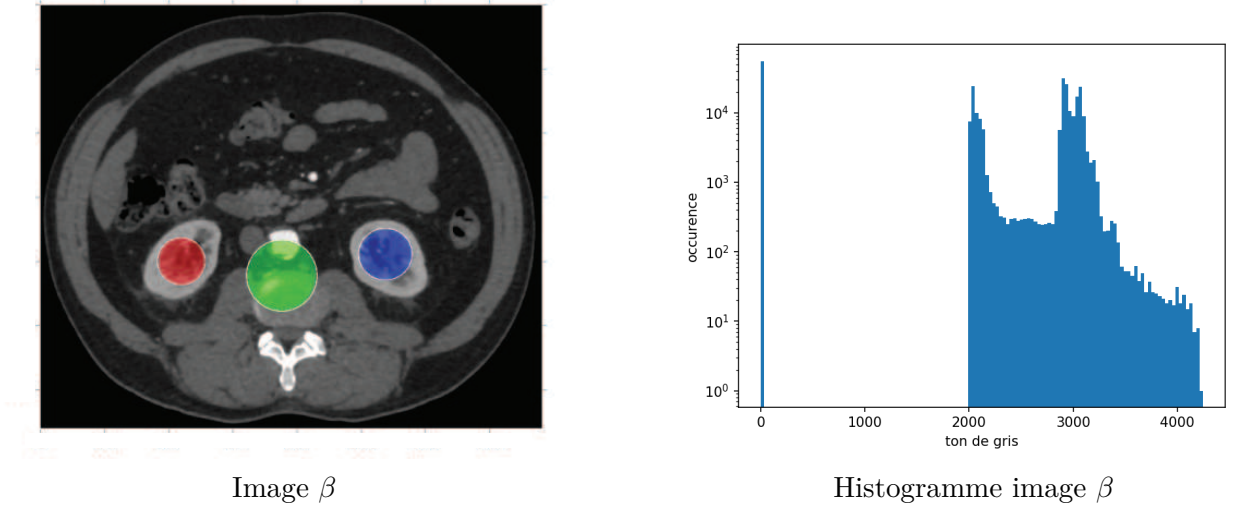 10⁴
10³
10²
10¹
10⁰
occurence
0 1000 2000 3000 4000
ton de gris
Image β
Histogramme image β